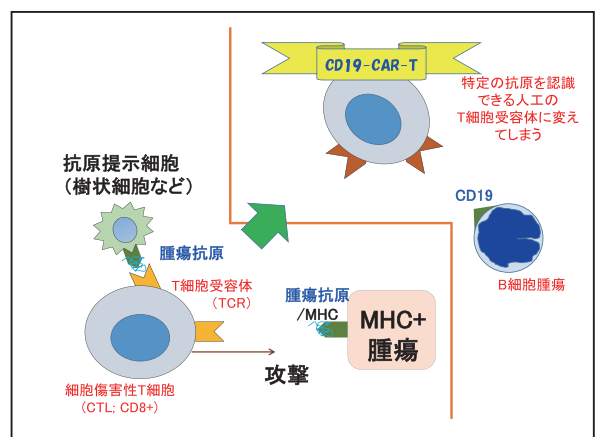 CD19-CAR-T
特定の抗原を認識
できる人工の
T細胞受容体に変え
てしまう
抗原提示細胞
(樹状細胞など)
腫瘍抗原
T細胞受容体
(TCR)
細胞傷害性T細胞
(CTL; CD8+)
攻撃
腫瘍抗原
/MHC
MHC+
腫瘍
CD19
B細胞腫瘍